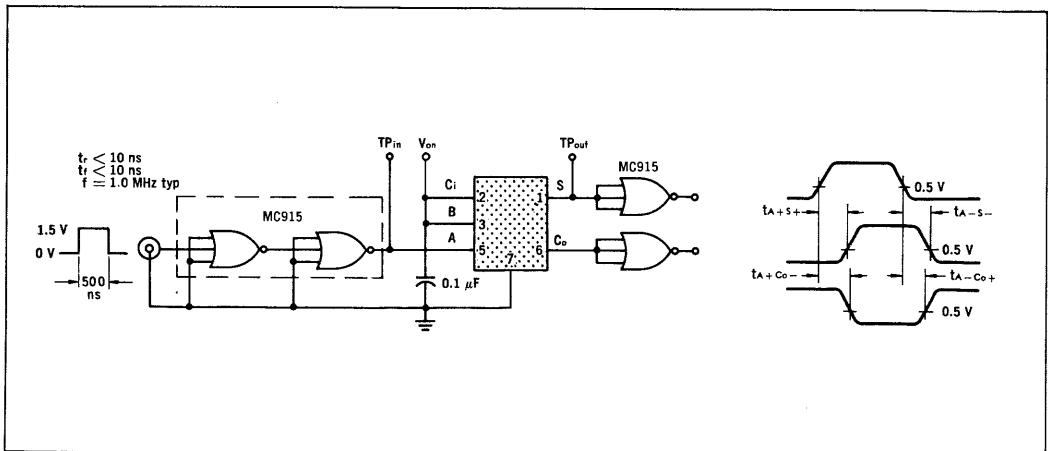 tr < 10 ns
tf < 10 ns
f ≅ 1.0 MHz typ
1.5 V
0 V
500
ns
MC915
TPin
Von
Ci
B
A
2
3
5
7
1
6
S
Co
0.1 μF
TPout
MC915
0.5 V
tA+S+
tA-S-
0.5 V
tA+Co-
tA-Co+
0.5 V